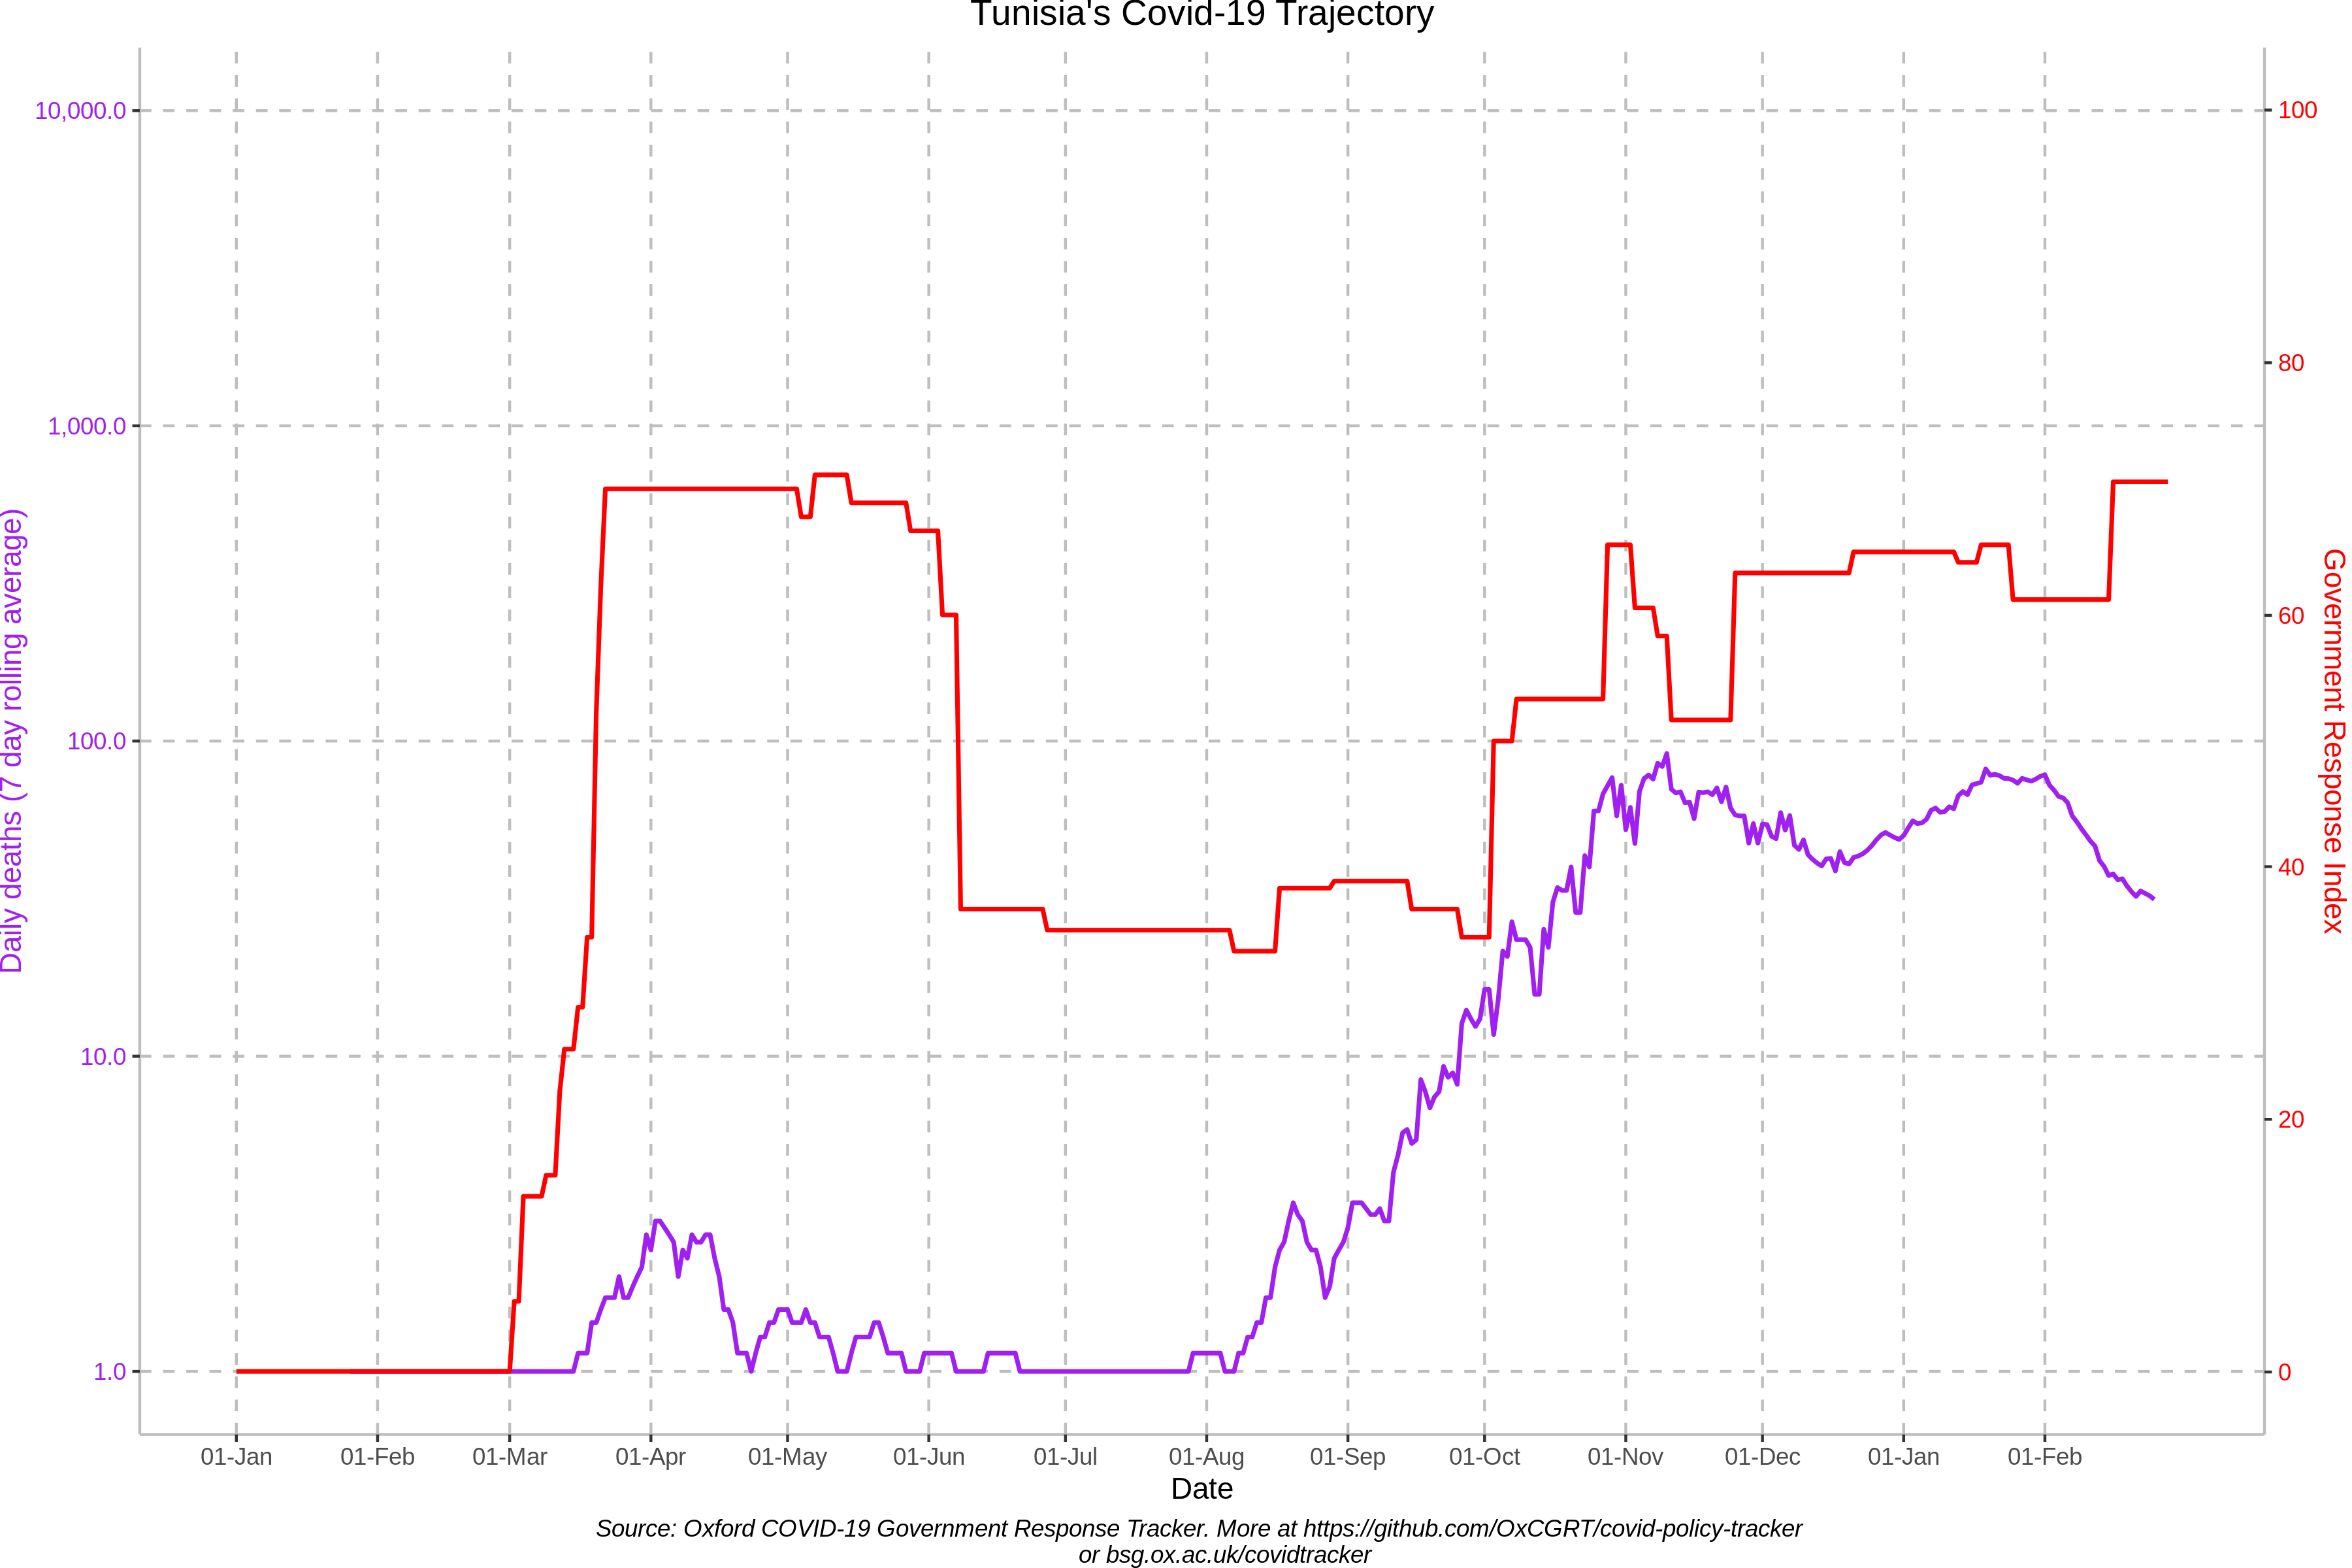 Tunisia's Covid-19 Trajectory
10,000.0
1,000.0
100.0
10.0
1.0
Daily deaths (7 day rolling average)
100
80
60
40
20
0
Government Response Index
01-Jan 01-Feb 01-Mar 01-Apr 01-May 01-Jun 01-Jul 01-Aug 01-Sep 01-Oct 01-Nov 01-Dec 01-Jan 01-Feb
Date
Source: Oxford COVID-19 Government Response Tracker. More at https://github.com/OxCGRT/covid-policy-tracker
or bsg.ox.ac.uk/covidtracker